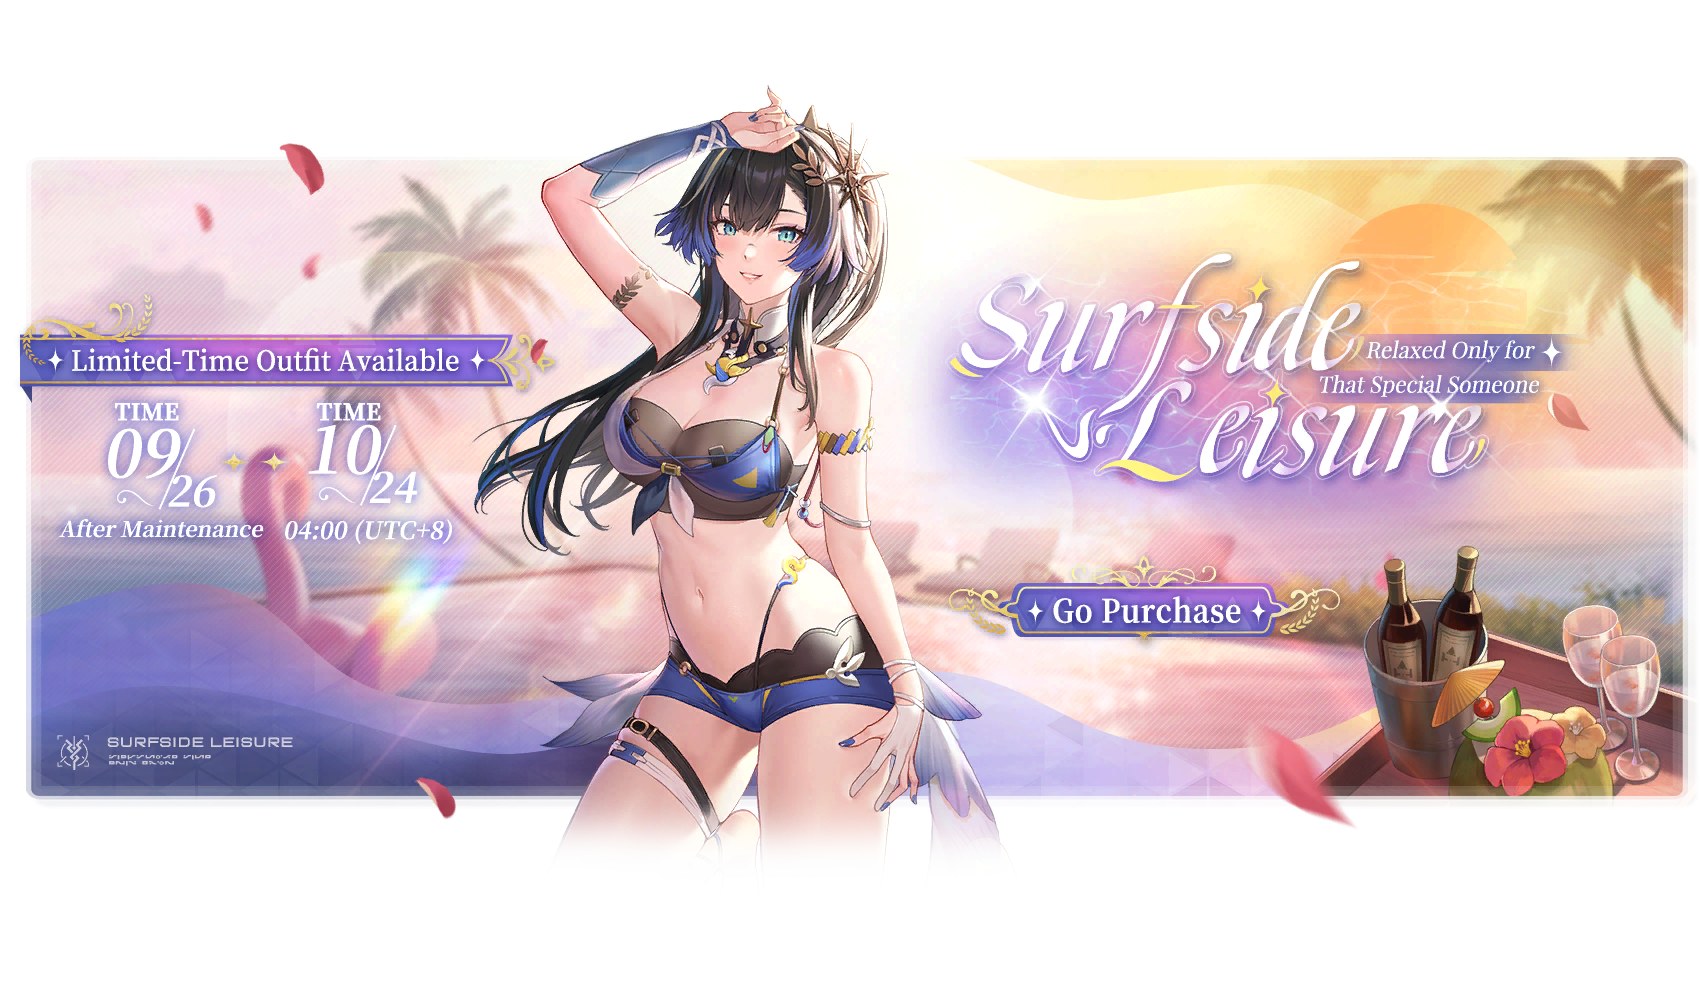 Limited-Time Outfit Available
TIME
09/26
After Maintenance
TIME
10/24
04:00 (UTC+8)
Surfside
Leisure
Relaxed Only for
That Special Someone
Go Purchase
SURFSIDE LEISURE